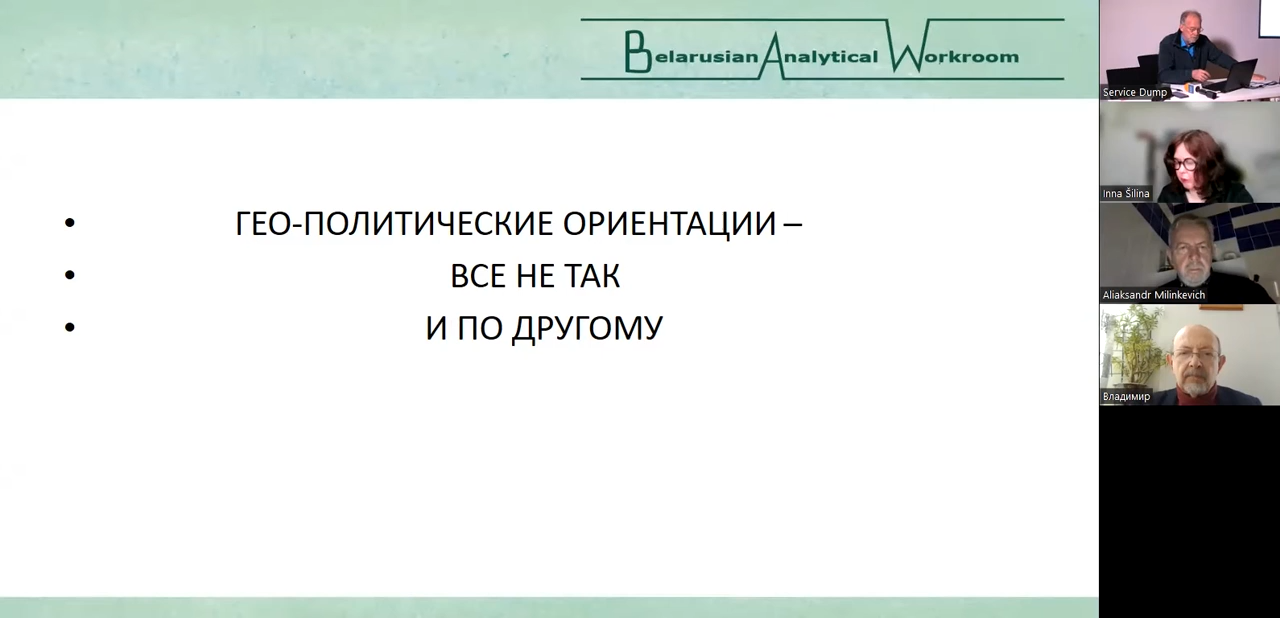 Belarusian Analytical Workroom
• ГЕО-ПОЛИТИЧЕСКИЕ ОРИЕНТАЦИИ –
• ВСЕ НЕ ТАК
• И ПО ДРУГОМУ
Service Dump
Inna Šilina
Aliaksandr Milinkevich
Владимир